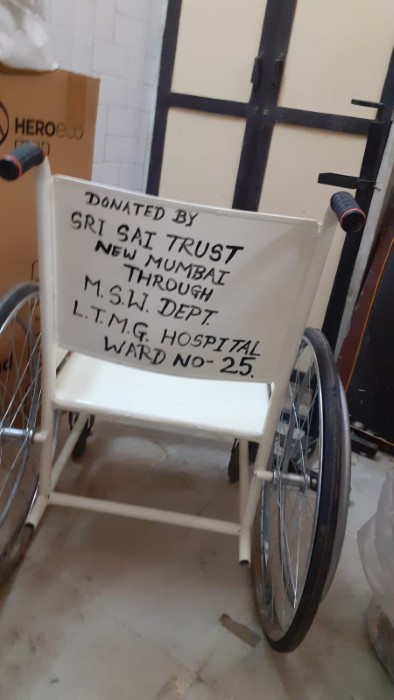 HEROeco
DONATED BY
SRI SAI TRUST
NEW MUMBAI
THROUGH
M.S.W. DEPT.
L.T.M.G. HOSPITAL
WARD NO- 25.